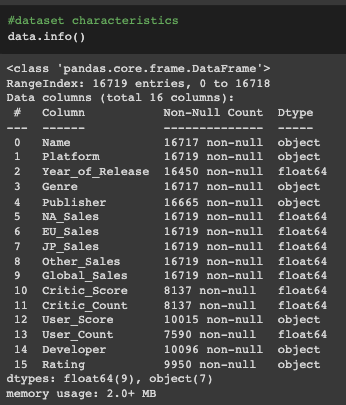 #dataset characteristics
data.info()
<class 'pandas.core.frame.DataFrame'>
RangeIndex: 16719 entries, 0 to 16718
Data columns (total 16 columns):
 #   Column           Non-Null Count  Dtype
---  ------           --------------  -----
 0   Name             16717 non-null  object
 1   Platform         16719 non-null  object
 2   Year_of_Release  16450 non-null  float64
 3   Genre            16717 non-null  object
 4   Publisher        16665 non-null  object
 5   NA_Sales         16719 non-null  float64
 6   EU_Sales         16719 non-null  float64
 7   JP_Sales         16719 non-null  float64
 8   Other_Sales      16719 non-null  float64
 9   Global_Sales     16719 non-null  float64
 10  Critic_Score     8137 non-null   float64
 11  Critic_Count     8137 non-null   float64
 12  User_Score       10015 non-null  object
 13  User_Count       7590 non-null   float64
 14  Developer        10096 non-null  object
 15  Rating           9950 non-null   object
dtypes: float64(9), object(7)
memory usage: 2.0+ MB